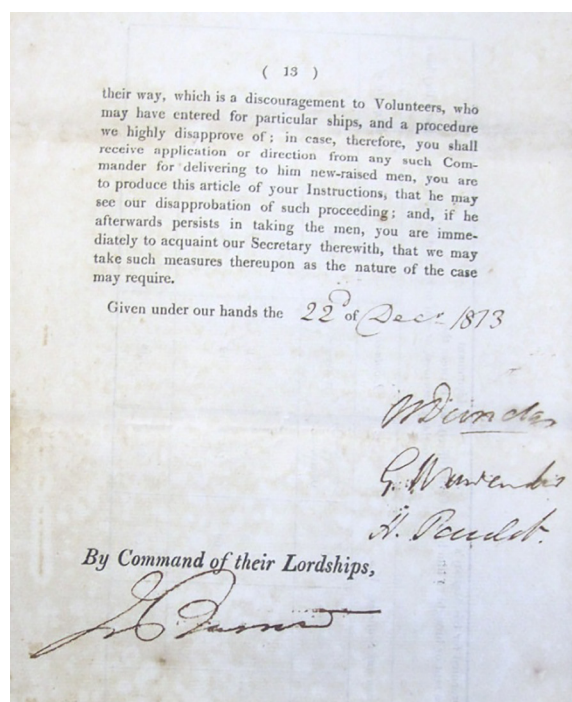 ( 13 )
their way, which is a discouragement to Volunteers, who
may have entered for particular ships, and a procedure
we highly disapprove of; in case, therefore, you shall
receive application or direction from any such Com-
mander for delivering to him new-raised men, you are
to produce this article of your Instructions, that he may
see our disapprobation of such proceeding; and, if he
afterwards persists in taking the men, you are imme-
diately to acquaint our Secretary therewith, that we may
take such measures thereupon as the nature of the case
may require.
Given under our hands the 22d of Decr 1813
W Dundas
G. Warrender
H. Paulet.
By Command of their Lordships,